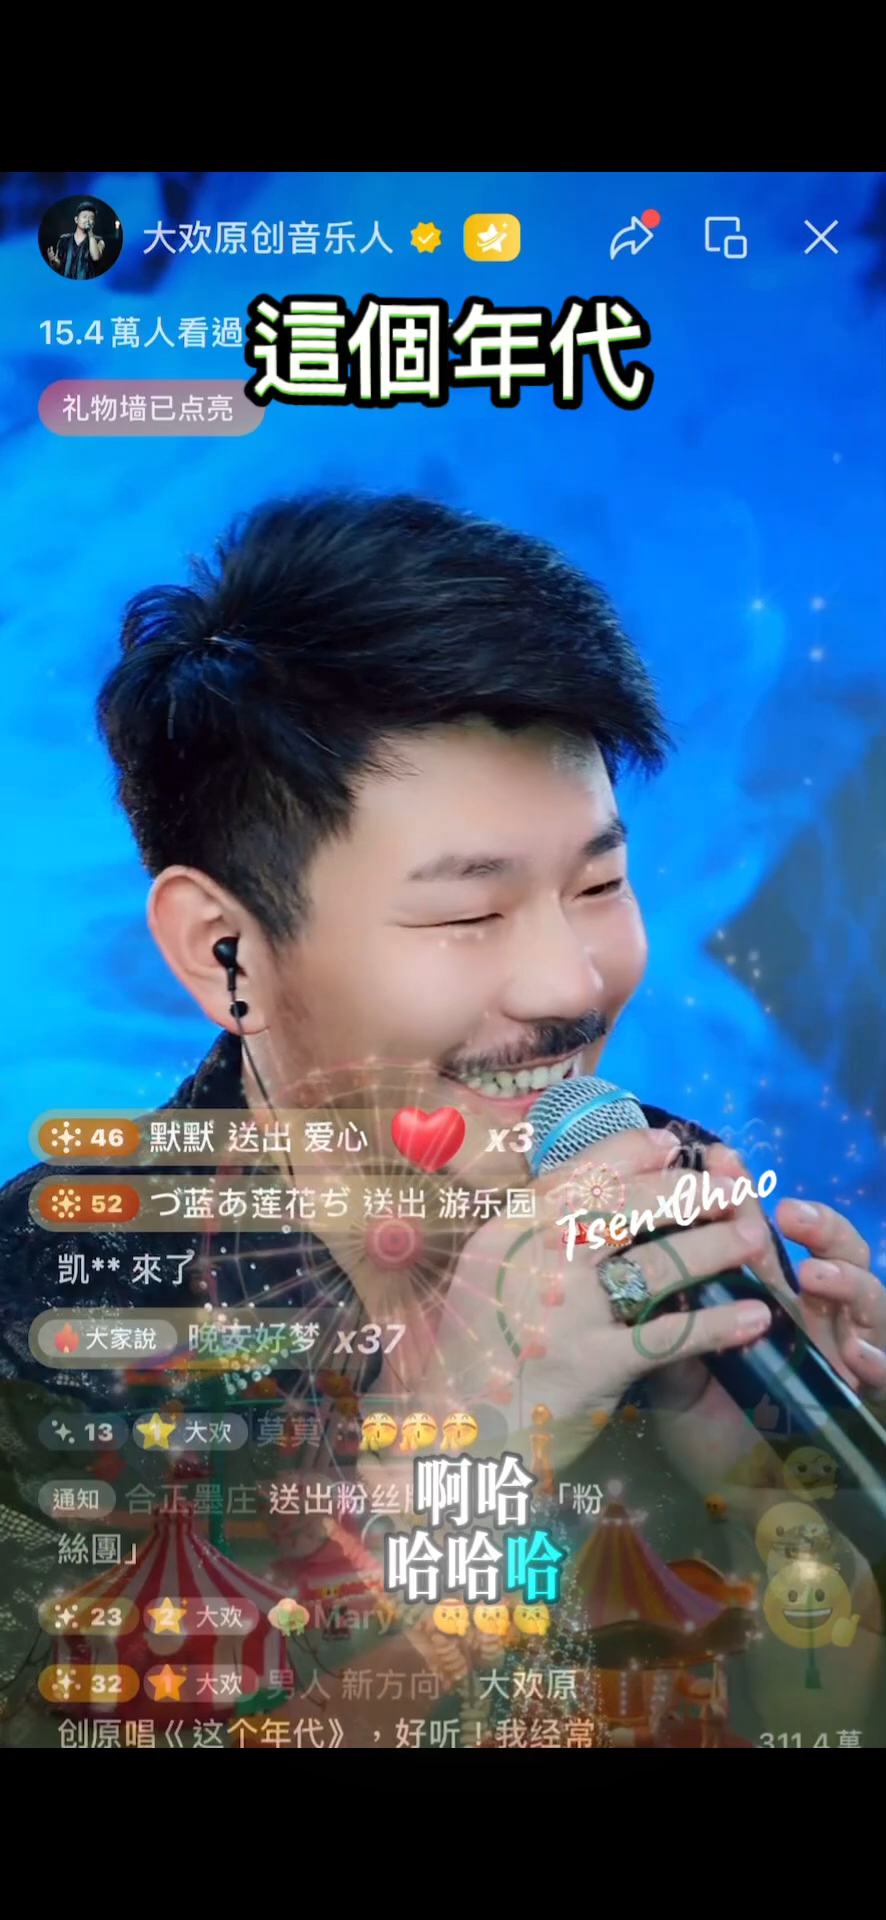 大欢原创音乐人
15.4萬人看過
這個年代
礼物墙已点亮
46 默默 送出 爱心 x3
52 づ蓝あ莲花ぢ 送出 游乐园
TsenxChao
凯** 來了
大家說 晚安好梦 x37
13 1 大欢 莫莫：
通知 合正墨庄 送出粉丝 「粉
絲團」
啊哈
哈哈哈
23 2 大欢 Mary
32 1 大欢 男人 新方向 大欢原
创原唱《这个年代》，好听！我经常
311.4萬